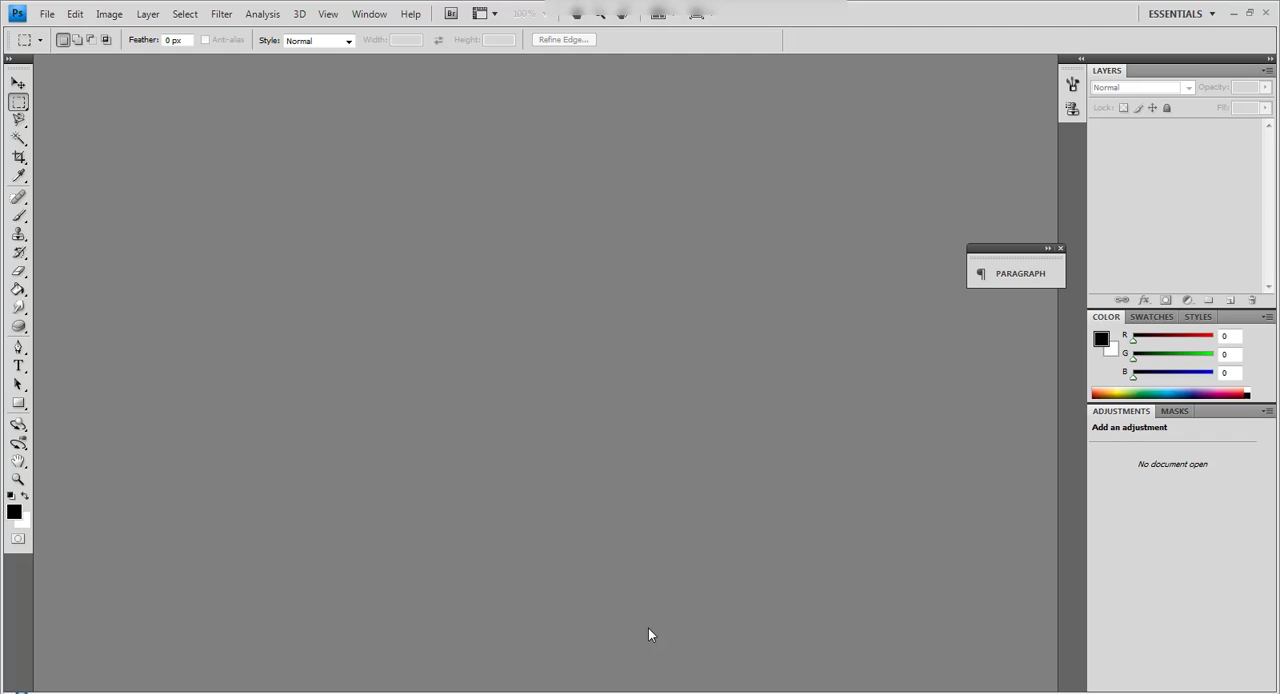 Ps File Edit Image Layer Select Filter Analysis 3D View Window Help Br 100% ESSENTIALS
Feather: 0 px Anti-alias Style: Normal Width: Height: Refine Edge...
LAYERS
Normal Opacity:
Lock: Fill:
PARAGRAPH
COLOR SWATCHES STYLES
R 0
G 0
B 0
ADJUSTMENTS MASKS
Add an adjustment
No document open
T